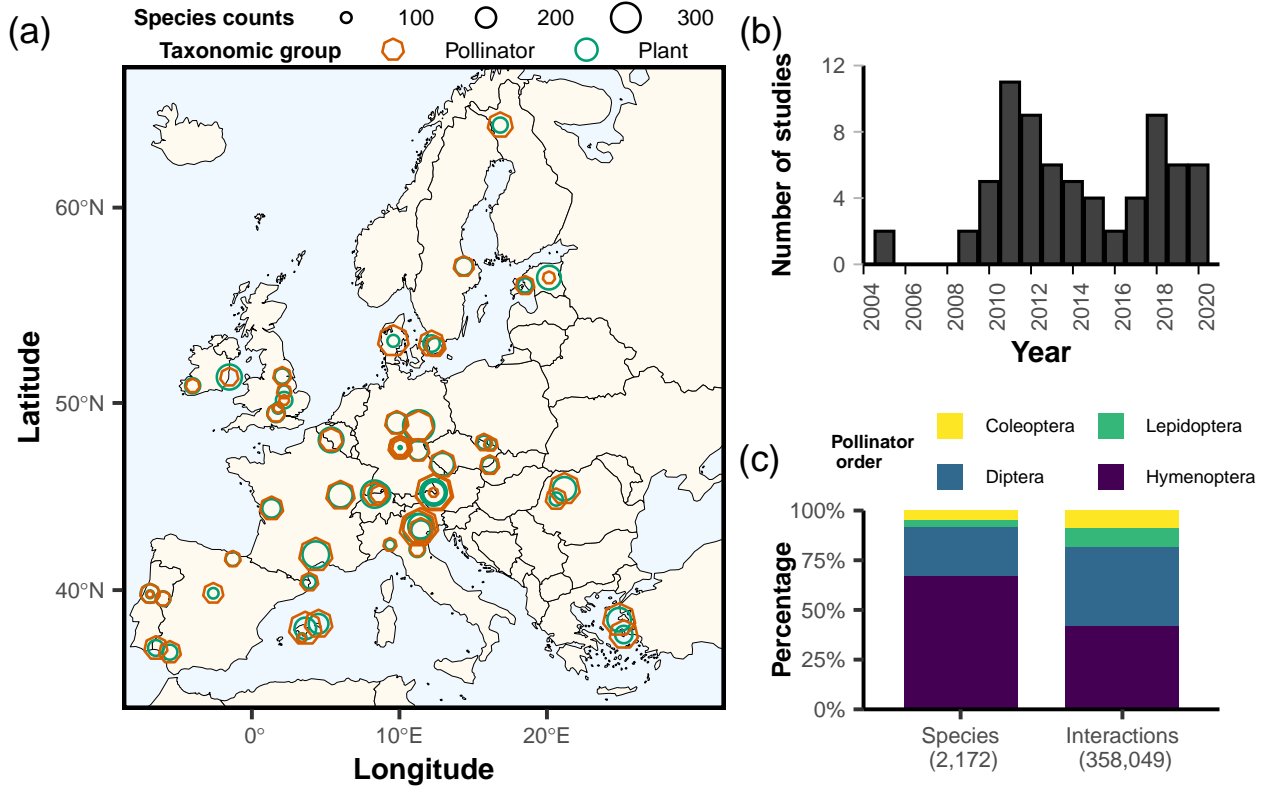 (a)
Species counts 100 200 300
Taxonomic group Pollinator Plant
60°N
50°N
40°N
Latitude
0° 10°E 20°E
Longitude
(b)
12
8
4
0
Number of studies
2004 2006 2008 2010 2012 2014 2016 2018 2020
Year
(c)
Pollinator
order
Coleoptera Lepidoptera
Diptera Hymenoptera
100%
75%
50%
25%
0%
Percentage
Species Interactions
(2,172) (358,049)